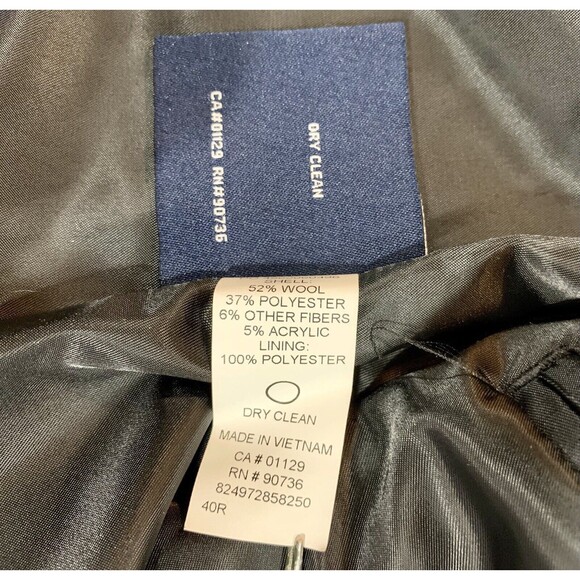 DRY CLEAN
CA#01129 RN#90736
SHELL:
52% WOOL
37% POLYESTER
6% OTHER FIBERS
5% ACRYLIC
LINING:
100% POLYESTER
DRY CLEAN
MADE IN VIETNAM
CA # 01129
RN # 90736
824972858250
40R